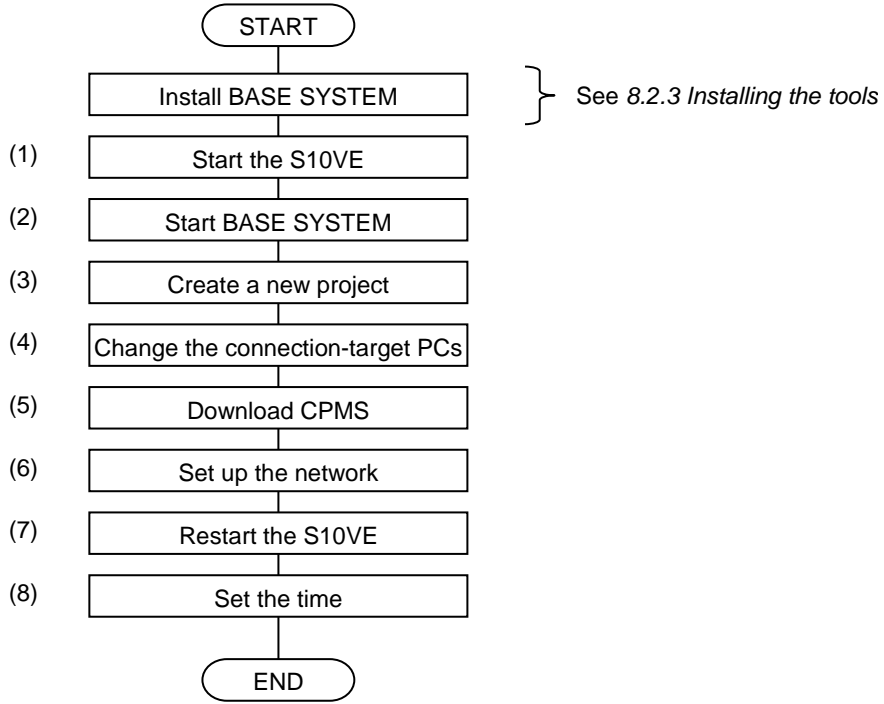 START
Install BASE SYSTEM
See 8.2.3 Installing the tools
(1) Start the S10VE
(2) Start BASE SYSTEM
(3) Create a new project
(4) Change the connection-target PCs
(5) Download CPMS
(6) Set up the network
(7) Restart the S10VE
(8) Set the time
END